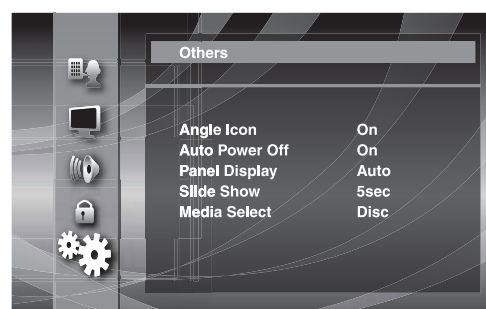 Others
Angle Icon On
Auto Power Off On
Panel Display Auto
Slide Show 5sec
Media Select Disc